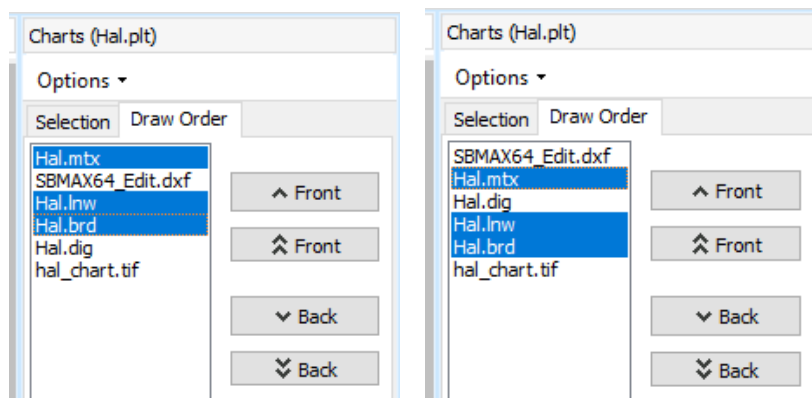 Charts (Hal.plt)
Options
Selection Draw Order
Hal.mtx
SBMAX64_Edit.dxf
Hal.lnw
Hal.brd
Hal.dig
hal_chart.tif
Front
Front
Back
Back
Charts (Hal.plt)
Options
Selection Draw Order
SBMAX64_Edit.dxf
Hal.mtx
Hal.dig
Hal.lnw
Hal.brd
hal_chart.tif
Front
Front
Back
Back